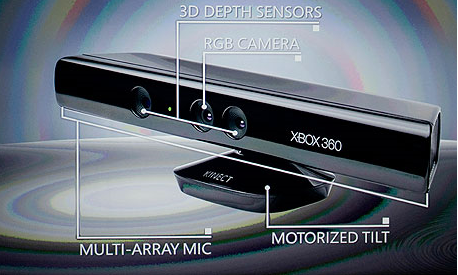 3D DEPTH SENSORS
RGB CAMERA
XBOX 360
KINECT
MULTI-ARRAY MIC
MOTORIZED TILT